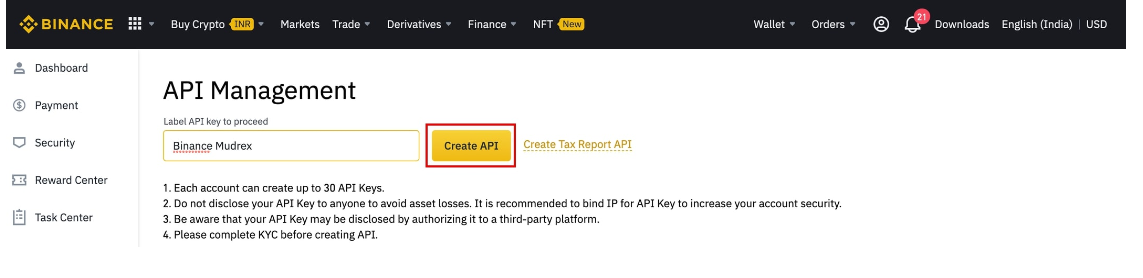 BINANCE Buy Crypto INR Markets Trade Derivatives Finance NFT New Wallet Orders 21 Downloads English (India) | USD
Dashboard
Payment
Security
Reward Center
Task Center
API Management
Label API key to proceed
Binance Mudrex Create API Create Tax Report API
1. Each account can create up to 30 API Keys.
2. Do not disclose your API Key to anyone to avoid asset losses. It is recommended to bind IP for API Key to increase your account security.
3. Be aware that your API Key may be disclosed by authorizing it to a third-party platform.
4. Please complete KYC before creating API.